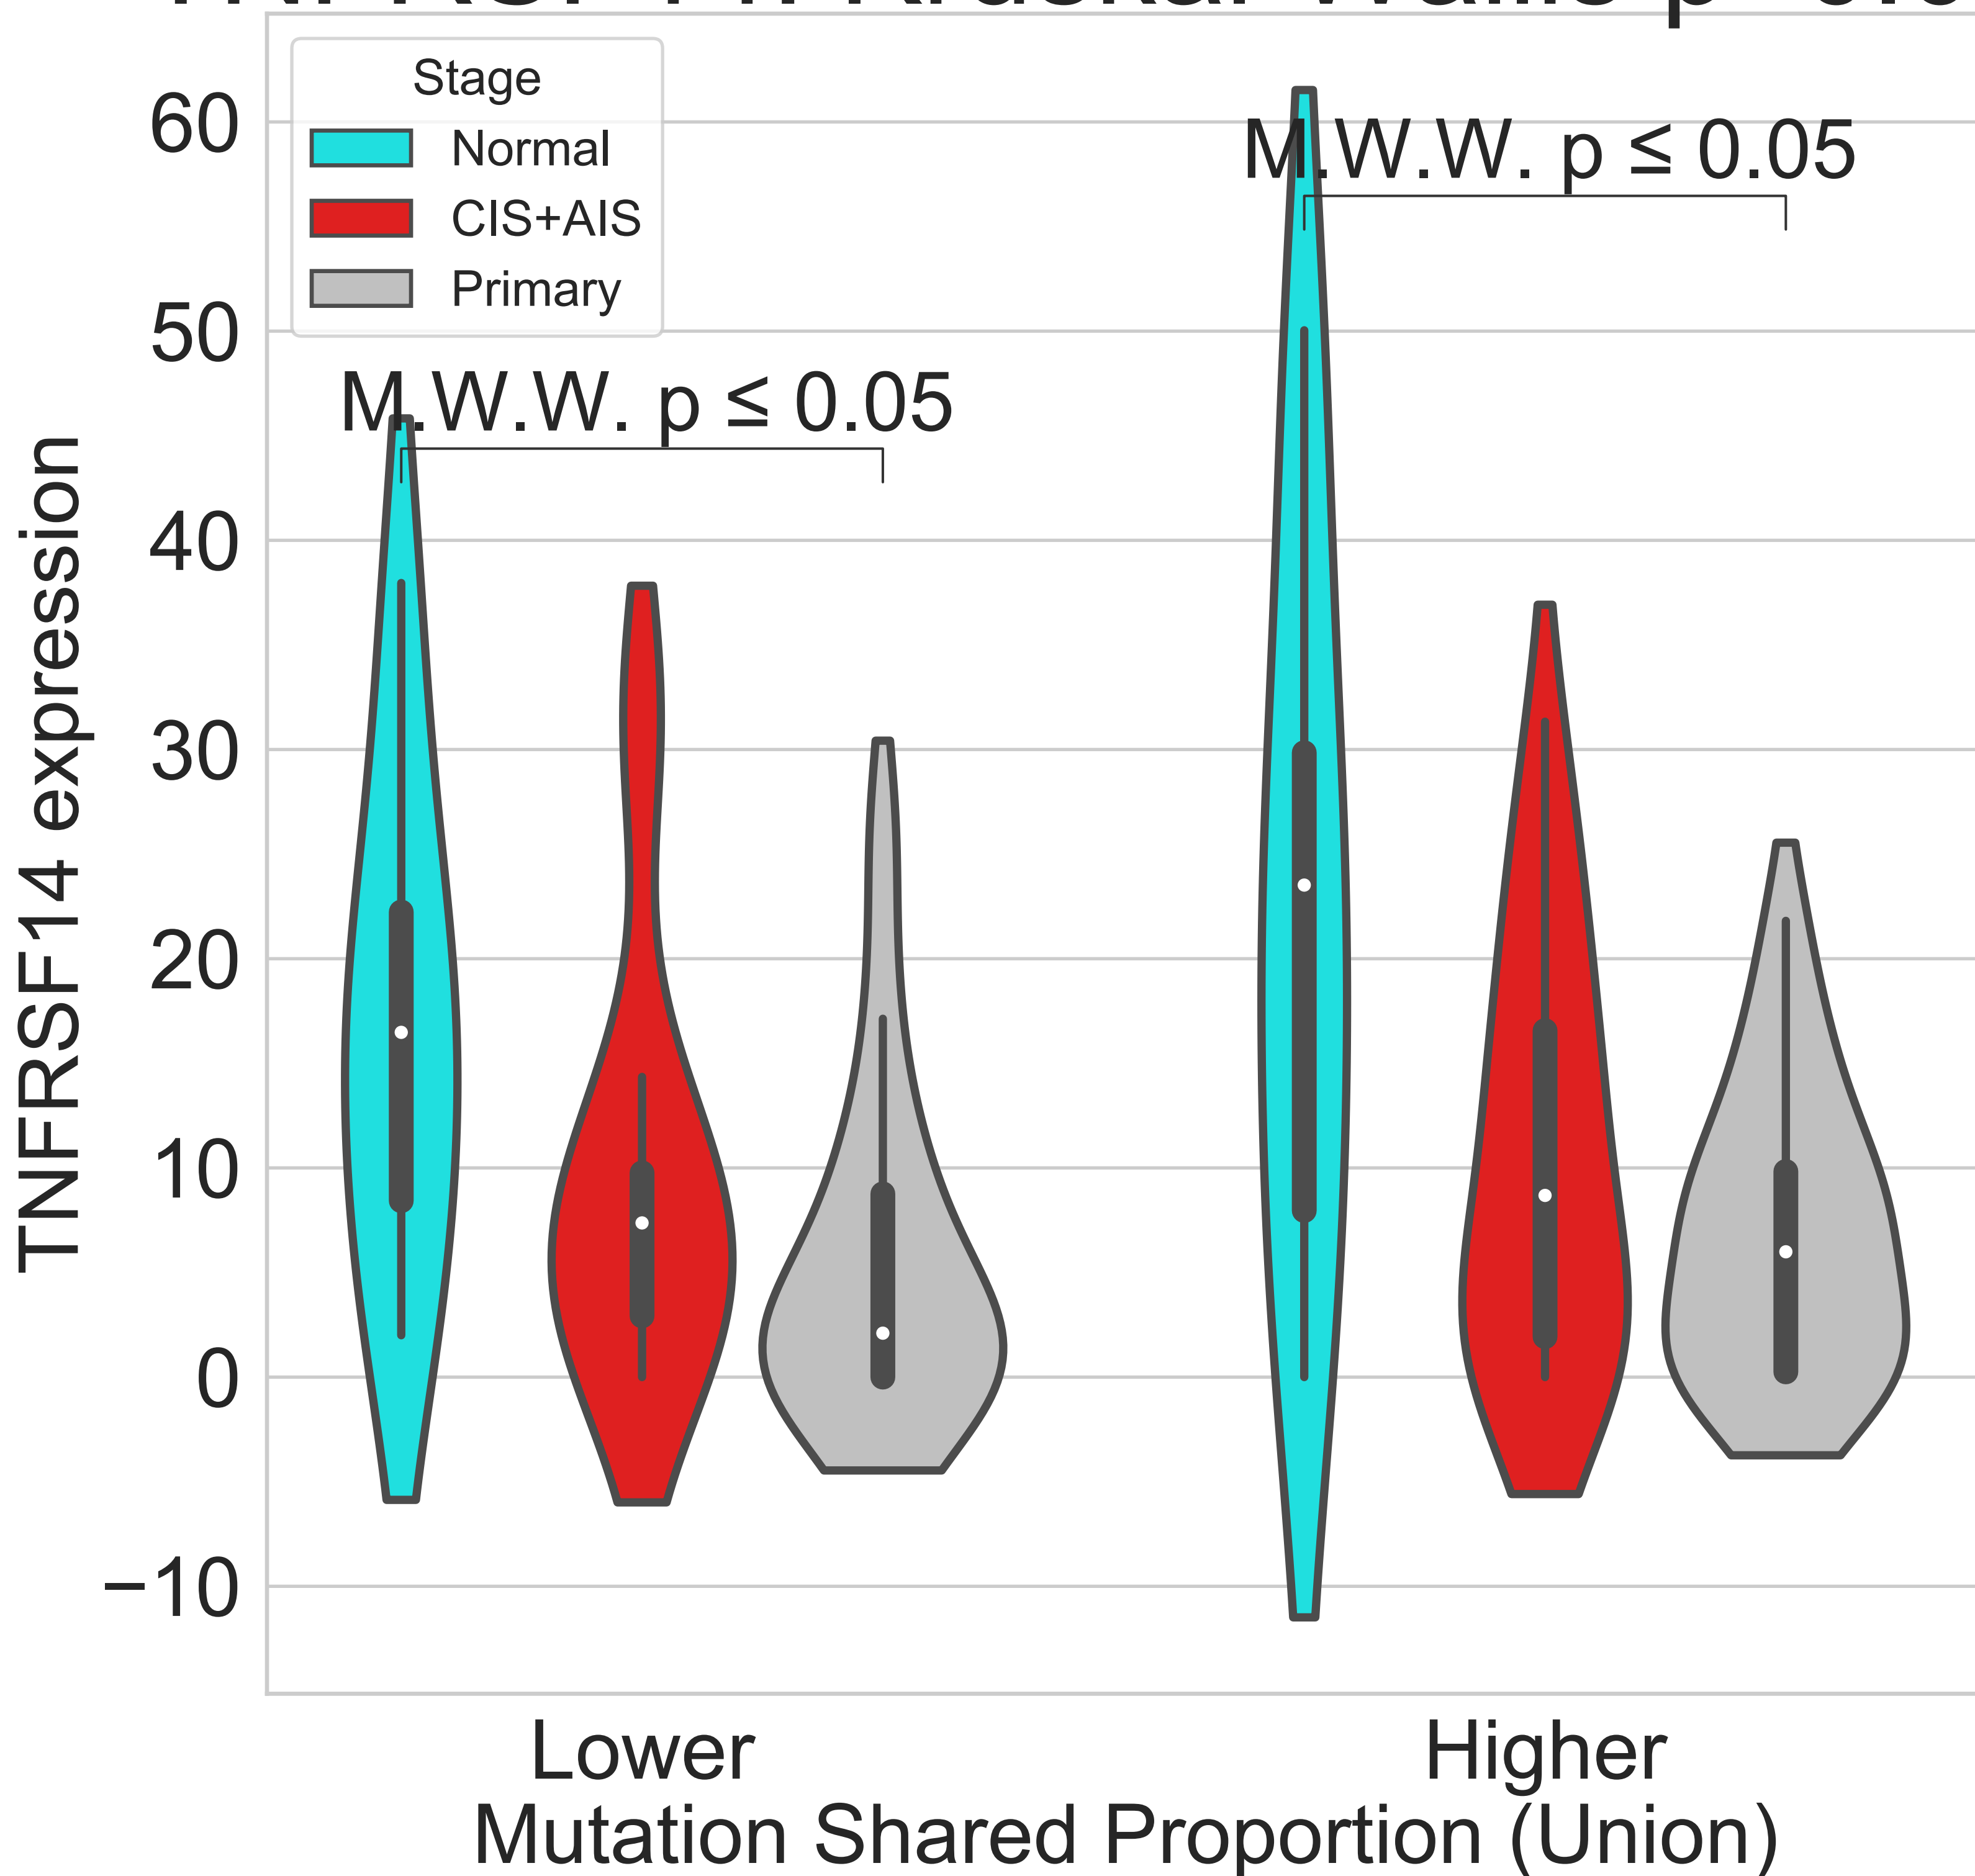 Stage
Normal
CIS+AIS
Primary
M.W.W. p ≤ 0.05
M.W.W. p ≤ 0.05
60
50
40
30
20
10
0
−10
TNFRSF14 expression
Lower
Higher
Mutation Shared Proportion (Union)